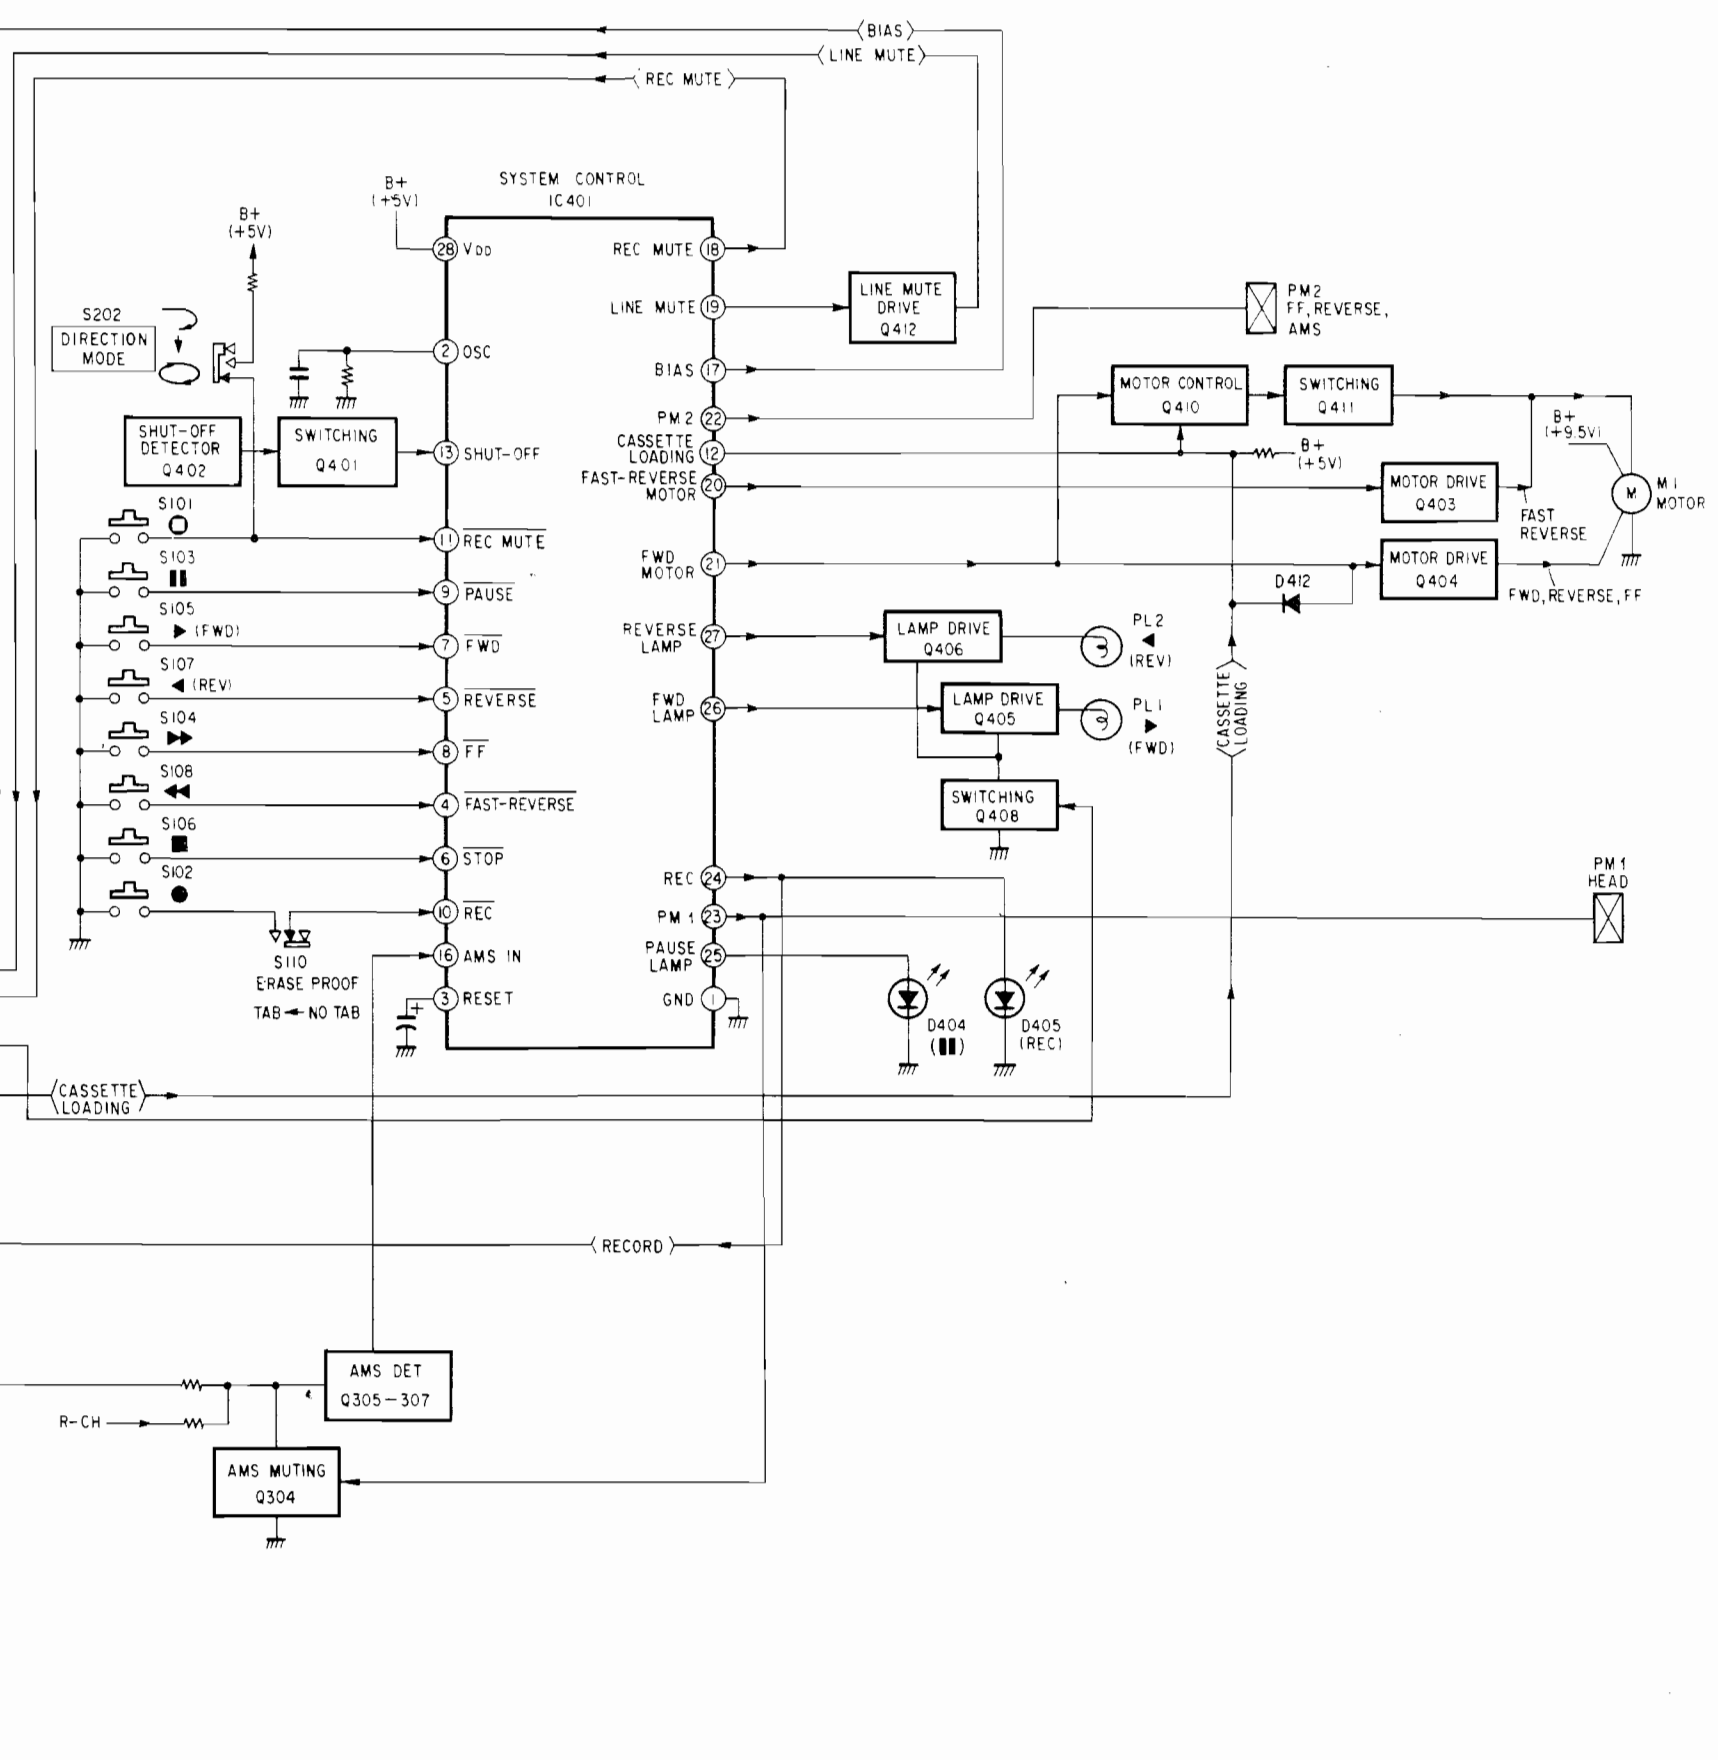 BIAS
LINE MUTE
REC MUTE
SYSTEM CONTROL
IC401
B+
(+5V)
B+
(+5V)
28 VDD
REC MUTE 18
LINE MUTE 19
LINE MUTE
DRIVE
Q412
PM2
FF, REVERSE,
AMS
S202
DIRECTION
MODE
2 OSC
BIAS 17
PM2 22
MOTOR CONTROL
Q410
SWITCHING
Q411
B+
(+9.5V)
SHUT-OFF
DETECTOR
Q402
SWITCHING
Q401
13 SHUT-OFF
CASSETTE
LOADING 12
B+
(+5V)
FAST-REVERSE
MOTOR 20
MOTOR DRIVE
Q403
FAST
REVERSE
M
M1
MOTOR
S101
11 REC MUTE
S103
9 PAUSE
FWD
MOTOR 21
MOTOR DRIVE
Q404
FWD, REVERSE, FF
D412
S105
▶ (FWD)
7 FWD
REVERSE
LAMP 27
LAMP DRIVE
Q406
PL2
◀
(REV)
S107
◀ (REV)
5 REVERSE
FWD
LAMP 26
LAMP DRIVE
Q405
PL1
▶
(FWD)
CASSETTE
LOADING
S104
8 FF
S108
4 FAST-REVERSE
SWITCHING
Q408
S106
6 STOP
S102
10 REC
REC 24
PM1 23
PM1
HEAD
S110
ERASE PROOF
TAB ← NO TAB
16 AMS IN
PAUSE
LAMP 25
3 RESET
+
GND 1
D404
(▮▮)
D405
(REC)
CASSETTE
LOADING
RECORD
AMS DET
Q305-307
R-CH
AMS MUTING
Q304